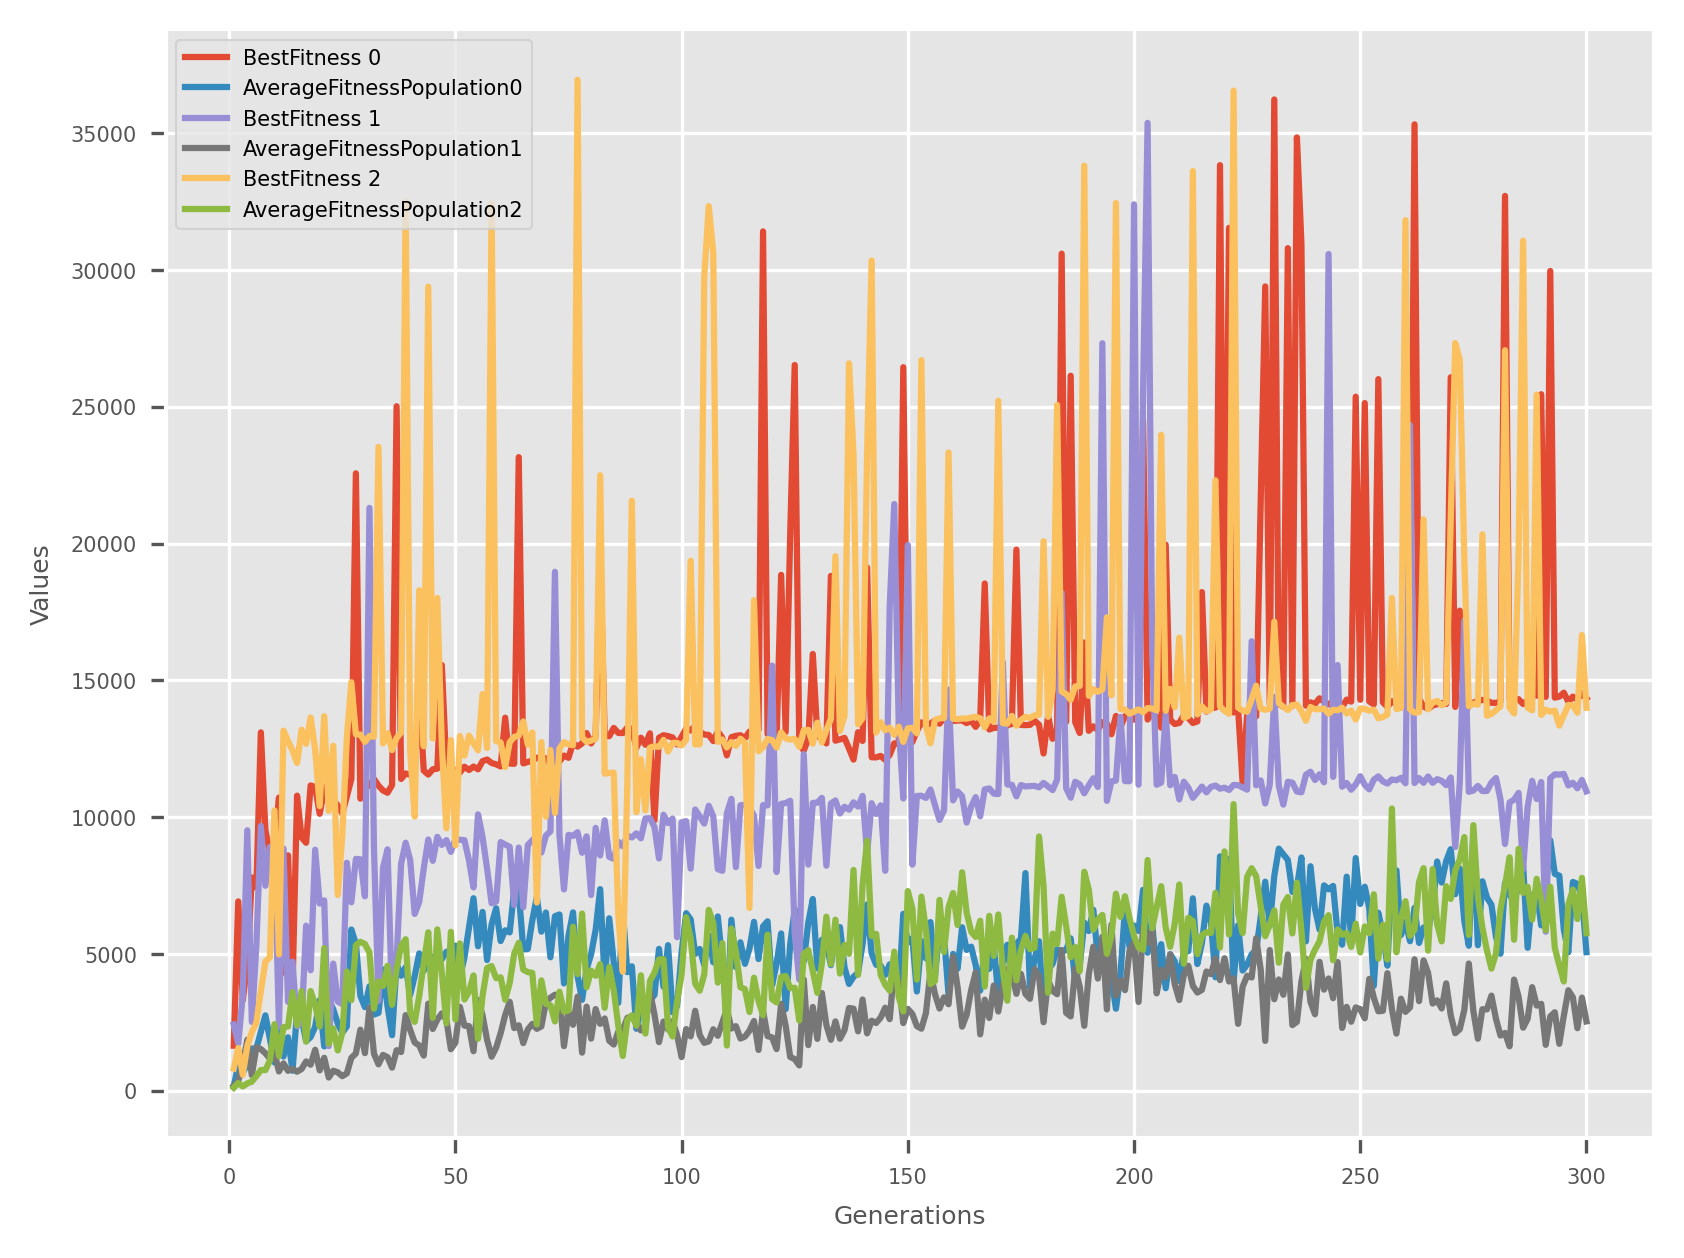 BestFitness 0
AverageFitnessPopulation0
BestFitness 1
AverageFitnessPopulation1
BestFitness 2
AverageFitnessPopulation2
35000
30000
25000
20000
15000
10000
5000
0
Values
0 50 100 150 200 250 300
Generations